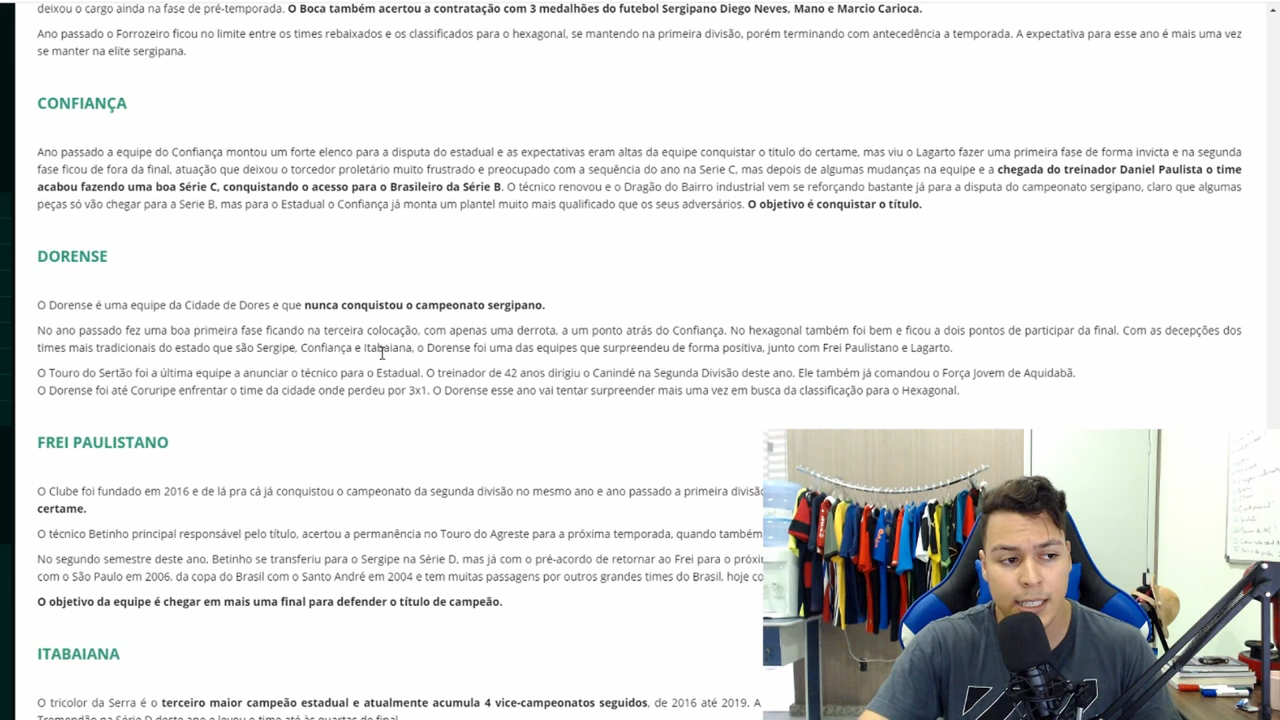 deixou o cargo ainda na fase de pré-temporada. O Boca também acertou a contratação com 3 medalhões do futebol Sergipano Diego Neves, Mano e Marcio Carioca.
Ano passado o Forrozeiro ficou no limite entre os times rebaixados e os classificados para o hexagonal, se mantendo na primeira divisão, porém terminando com antecedência a temporada. A expectativa para esse ano é mais uma vez
se manter na elite sergipana.
CONFIANÇA
Ano passado a equipe do Confiança montou um forte elenco para a disputa do estadual e as expectativas eram altas da equipe conquistar o titulo do certame, mas viu o Lagarto fazer uma primeira fase de forma invicta e na segunda
fase ficou de fora da final, atuação que deixou o torcedor proletário muito frustrado e preocupado com a sequência do ano na Serie C, mas depois de algumas mudanças na equipe e a chegada do treinador Daniel Paulista o time
acabou fazendo uma boa Série C, conquistando o acesso para o Brasileiro da Série B. O técnico renovou e o Dragão do Bairro industrial vem se reforçando bastante já para a disputa do campeonato sergipano, claro que algumas
peças só vão chegar para a Serie B, mas para o Estadual o Confiança já monta um plantel muito mais qualificado que os seus adversários. O objetivo é conquistar o título.
DORENSE
O Dorense é uma equipe da Cidade de Dores e que nunca conquistou o campeonato sergipano.
No ano passado fez uma boa primeira fase ficando na terceira colocação, com apenas uma derrota, a um ponto atrás do Confiança. No hexagonal também foi bem e ficou a dois pontos de participar da final. Com as decepções dos
times mais tradicionais do estado que são Sergipe, Confiança e Itabaiana, o Dorense foi uma das equipes que surpreendeu de forma positiva, junto com Frei Paulistano e Lagarto.
O Touro do Sertão foi a última equipe a anunciar o técnico para o Estadual. O treinador de 42 anos dirigiu o Canindé na Segunda Divisão deste ano. Ele também já comandou o Força Jovem de Aquidabã.
O Dorense foi até Coruripe enfrentar o time da cidade onde perdeu por 3x1. O Dorense esse ano vai tentar surpreender mais uma vez em busca da classificação para o Hexagonal.
FREI PAULISTANO
O Clube foi fundado em 2016 e de lá pra cá já conquistou o campeonato da segunda divisão no mesmo ano e ano passado a primeira divisão
certame.
O técnico Betinho principal responsável pelo título, acertou a permanência no Touro do Agreste para a próxima temporada, quando também
No segundo semestre deste ano, Betinho se transferiu para o Sergipe na Série D, mas já com o pré-acordo de retornar ao Frei para o próxi
com o São Paulo em 2006, da copa do Brasil com o Santo André em 2004 e tem muitas passagens por outros grandes times do Brasil, hoje co
O objetivo da equipe é chegar em mais uma final para defender o título de campeão.
ITABAIANA
O tricolor da Serra é o terceiro maior campeão estadual e atualmente acumula 4 vice-campeonatos seguidos, de 2016 até 2019. A
Tremendão na Série D deste ano e levou o time até às quartas de final.